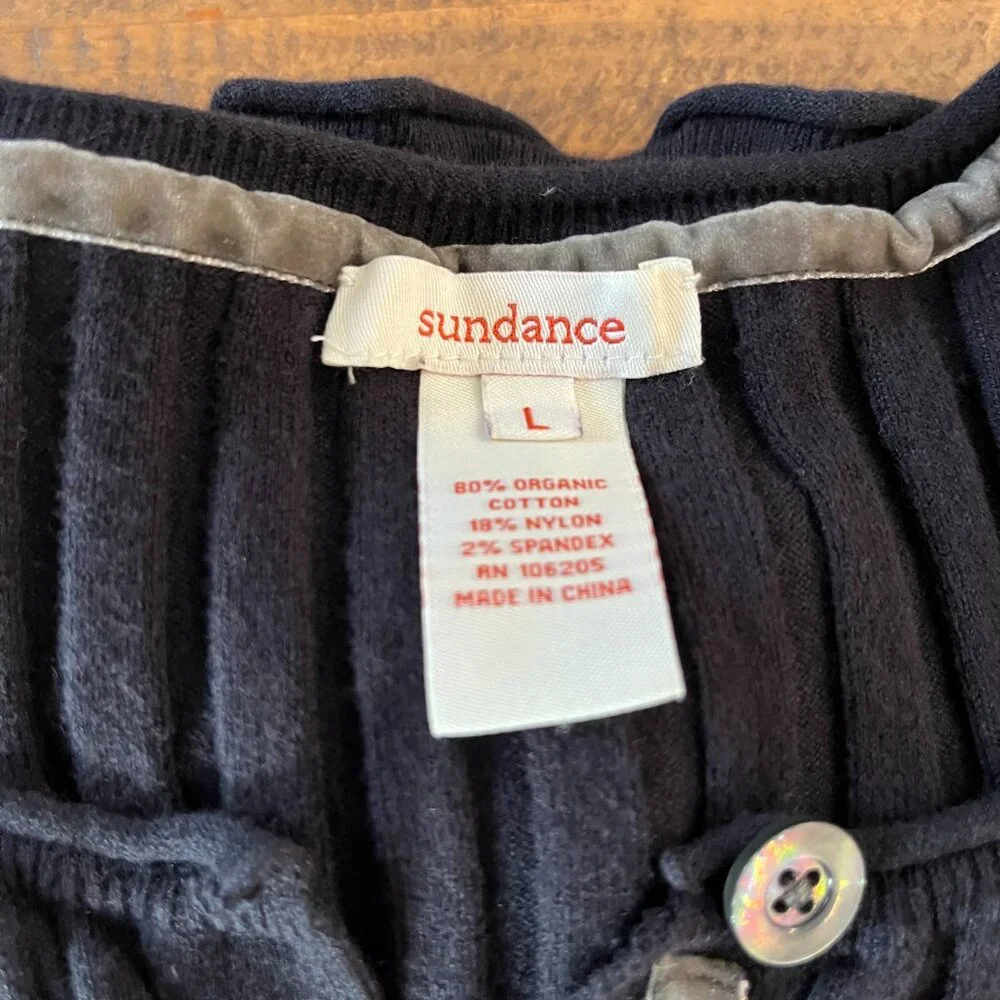 sundance
L
80% ORGANIC
COTTON
18% NYLON
2% SPANDEX
RN 106205
MADE IN CHINA